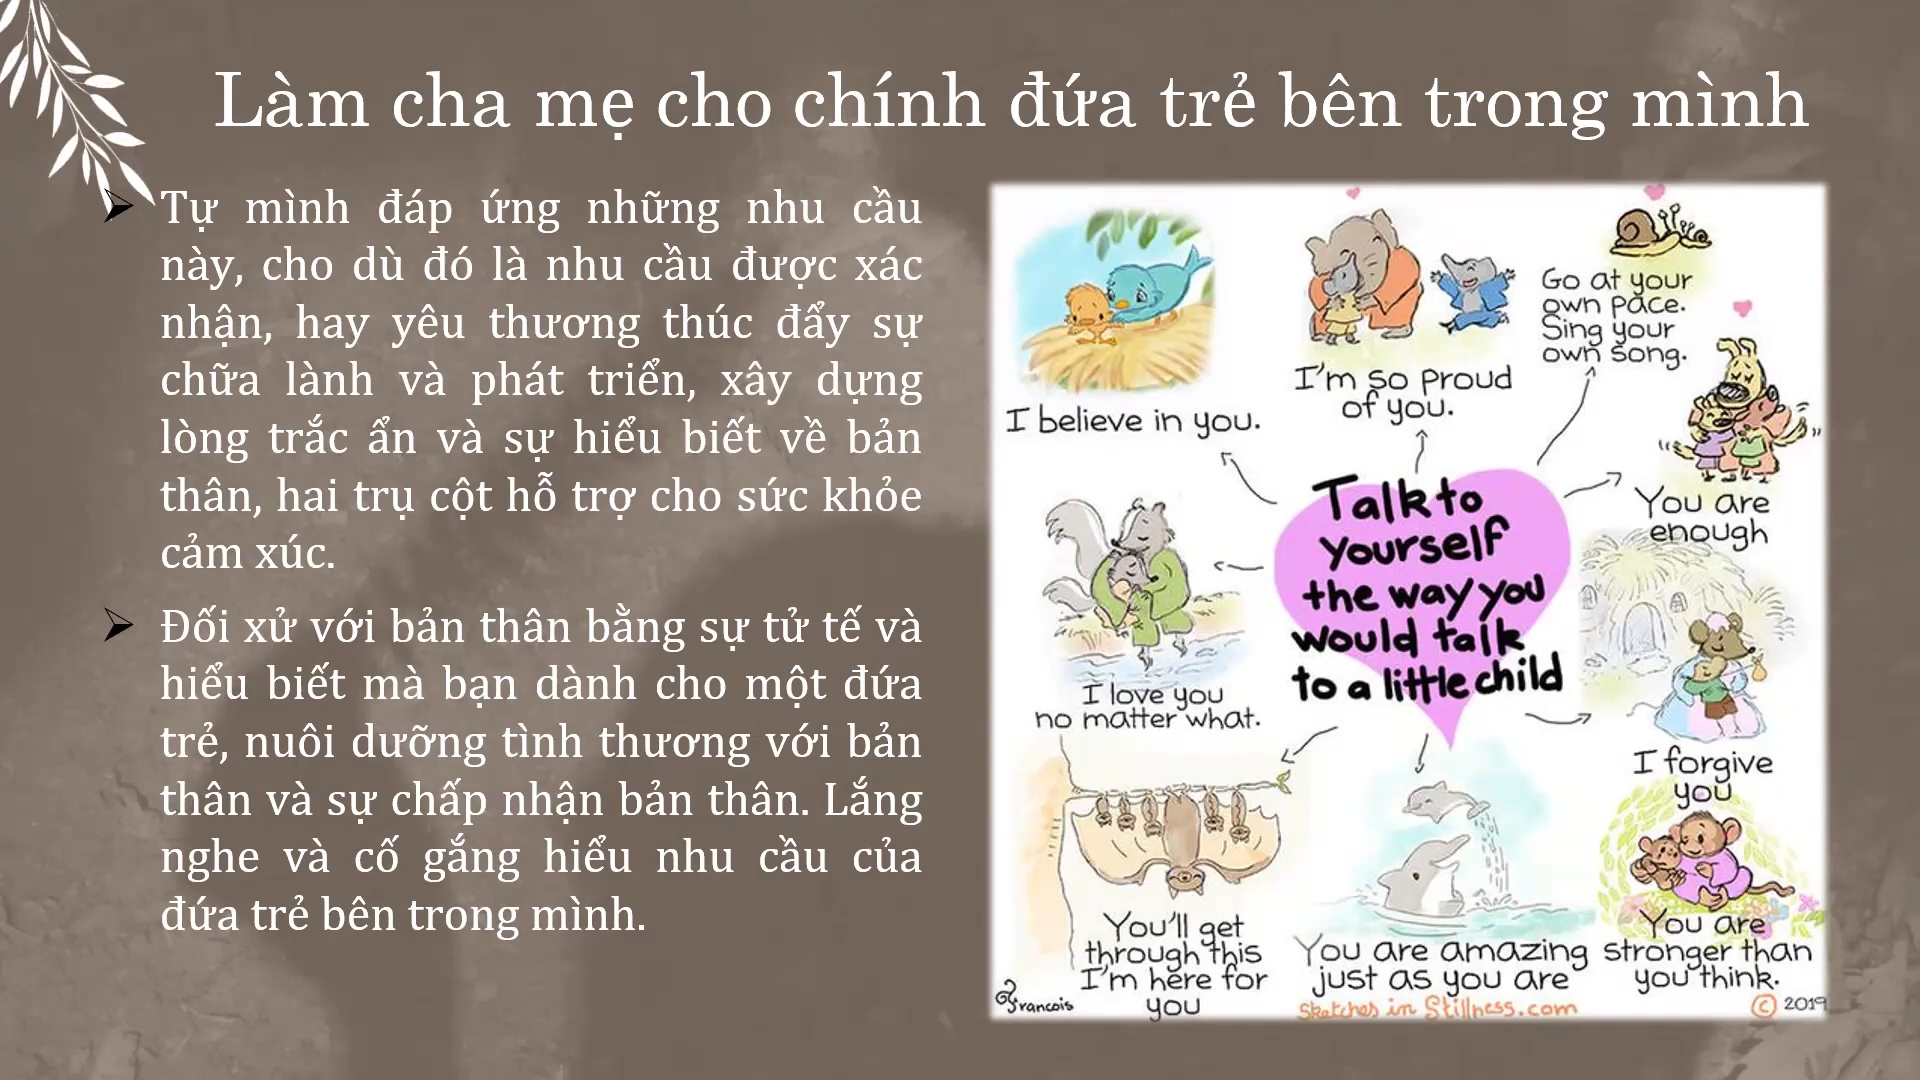 Làm cha mẹ cho chính đứa trẻ bên trong mình
Tự mình đáp ứng những nhu cầu
này, cho dù đó là nhu cầu được xác
nhận, hay yêu thương thúc đẩy sự
chữa lành và phát triển, xây dựng
lòng trắc ẩn và sự hiểu biết về bản
thân, hai trụ cột hỗ trợ cho sức khỏe
cảm xúc.
Đối xử với bản thân bằng sự tử tế và
hiểu biết mà bạn dành cho một đứa
trẻ, nuôi dưỡng tình thương với bản
thân và sự chấp nhận bản thân. Lắng
nghe và cố gắng hiểu nhu cầu của
đứa trẻ bên trong mình.
I believe in you.
I'm so proud
of you.
Go at your
own pace.
Sing your
own song.
You are
enough
Talk to
yourself
the way you
would talk
to a little child
I love you
no matter what.
I forgive
you
You'll get
through this
I'm here for
you
You are amazing
just as you are
You are
stronger than
you think.
Francois
Sketches in Stillness.com
© 2019